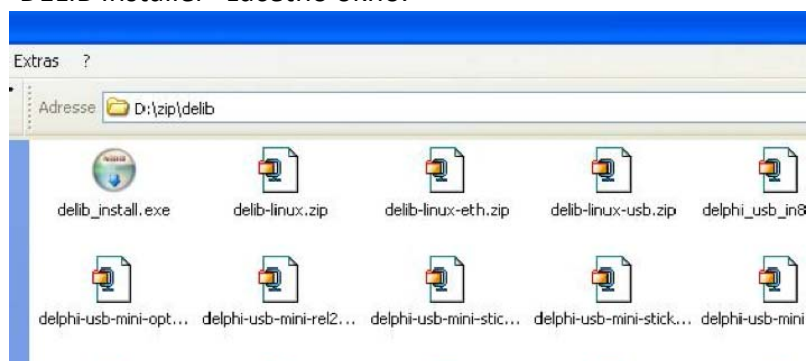 Extras ?
Adresse D:\zip\delib
delib_install.exe delib-linux.zip delib-linux-eth.zip delib-linux-usb.zip delphi_usb_in8
delphi-usb-mini-opt... delphi-usb-mini-rel2... delphi-usb-mini-stic... delphi-usb-mini-stick... delphi-usb-mini